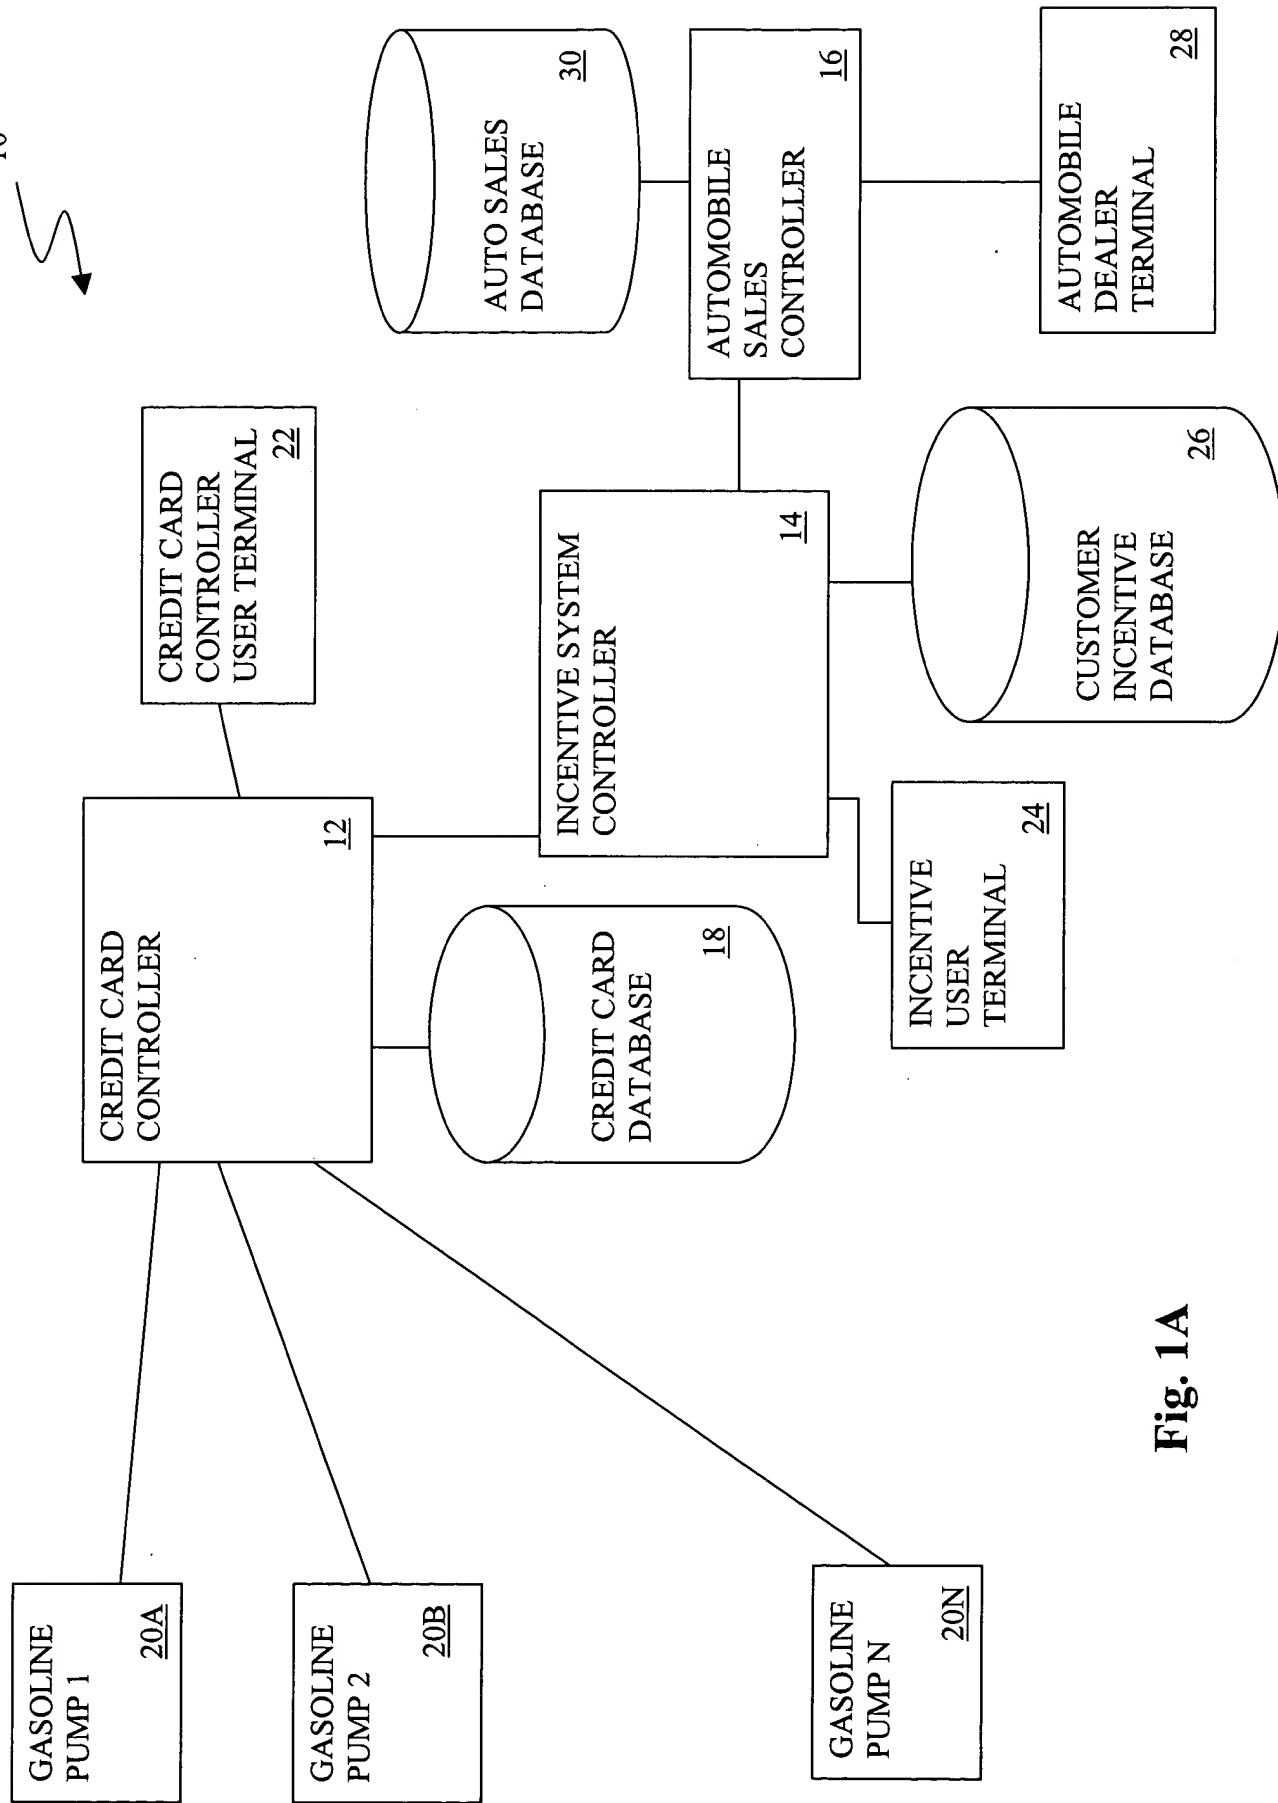 10
GASOLINE
PUMP 1
20A
GASOLINE
PUMP 2
20B
GASOLINE
PUMP N
20N
CREDIT CARD
CONTROLLER
12
CREDIT CARD
CONTROLLER
USER TERMINAL
22
CREDIT CARD
DATABASE
18
INCENTIVE SYSTEM
CONTROLLER
14
INCENTIVE
USER
TERMINAL
24
CUSTOMER
INCENTIVE
DATABASE
26
AUTO SALES
DATABASE
30
AUTOMOBILE
SALES
CONTROLLER
16
AUTOMOBILE
DEALER
TERMINAL
28
Fig. 1A